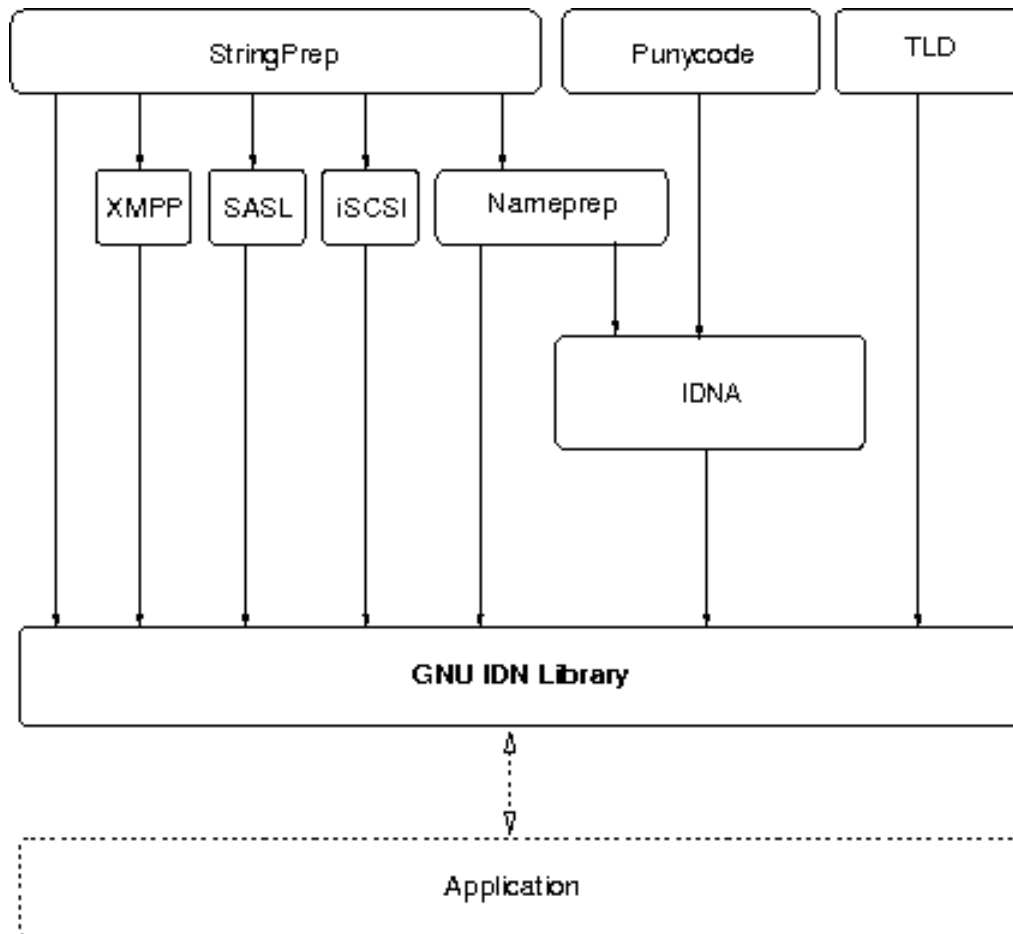 StringPrep
Punycode
TLD
XMPP
SASL
iSCSI
Nameprep
IDNA
GNU IDN Library
Application